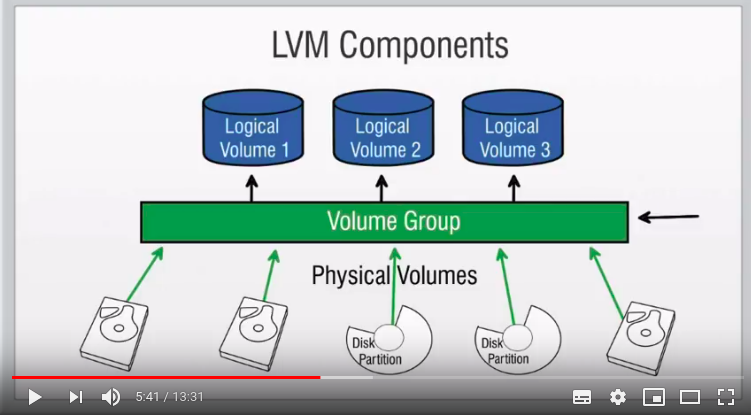 LVM Components
Logical
Volume 1
Logical
Volume 2
Logical
Volume 3
Volume Group
Physical Volumes
Disk
Partition
Disk
Partition
5:41 / 13:31